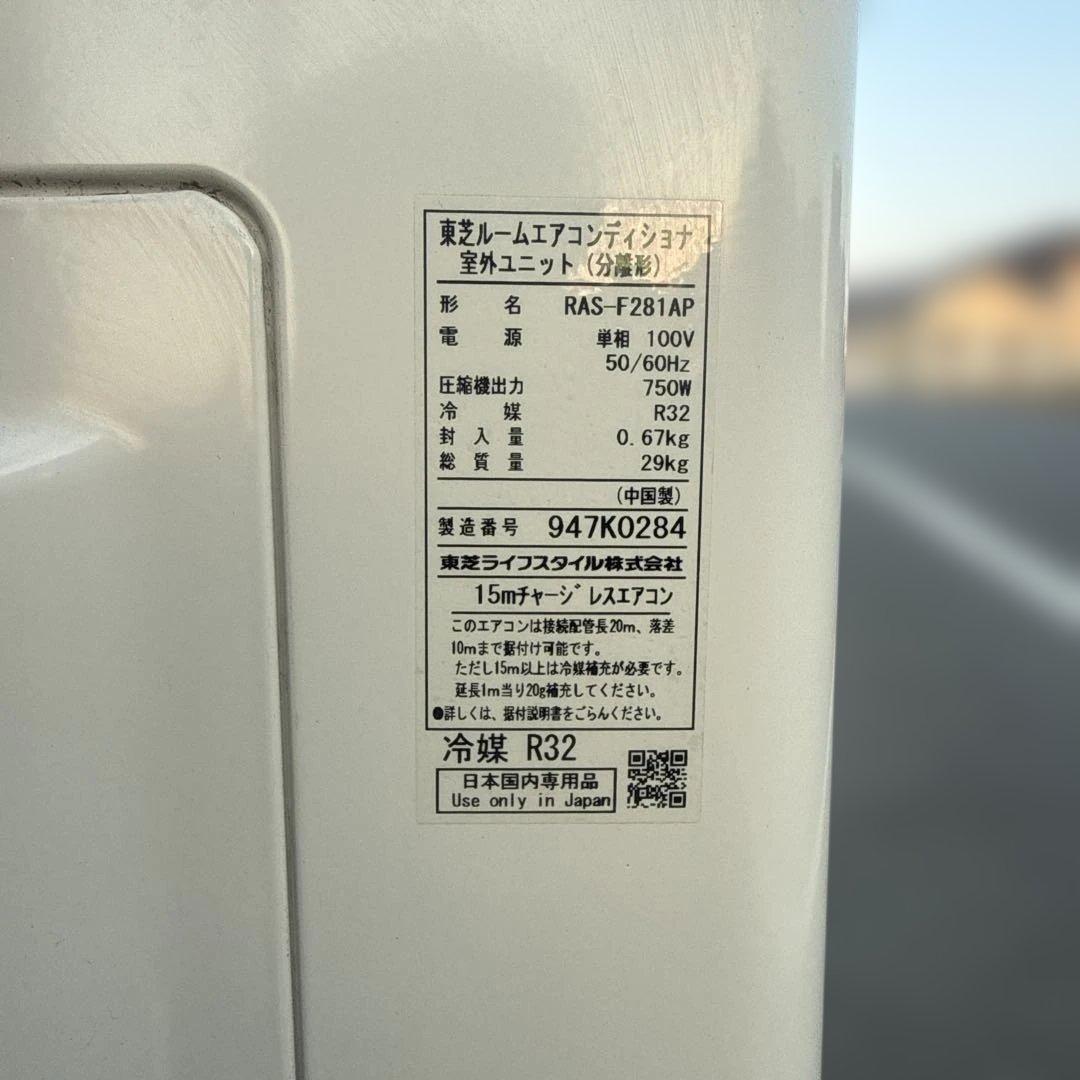 東芝ルームエアコンディショナ
室外ユニット(分離形)
形名 RAS-F281AP
電源 単相 100V
50/60Hz
圧縮機出力 750W
冷媒 R32
封入量 0.67kg
総質量 29kg
(中国製)
製造番号 947K0284
東芝ライフスタイル株式会社
15mチャージレスエアコン
このエアコンは接続配管長20m、落差
10mまで据付け可能です。
ただし15m以上は冷媒補充が必要です。
延長1m当り20g補充してください。
●詳しくは、据付説明書をごらんください。
冷媒 R32
日本国内専用品
Use only in Japan